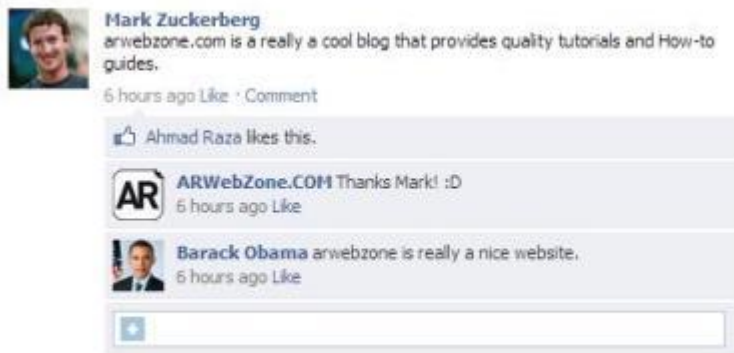 Mark Zuckerberg
arwebzone.com is a really a cool blog that provides quality tutorials and How-to
guides.
6 hours ago Like · Comment
Ahmad Raza likes this.
AR
ARWebZone.COM Thanks Mark! :D
6 hours ago Like
Barack Obama arwebzone is really a nice website.
6 hours ago Like